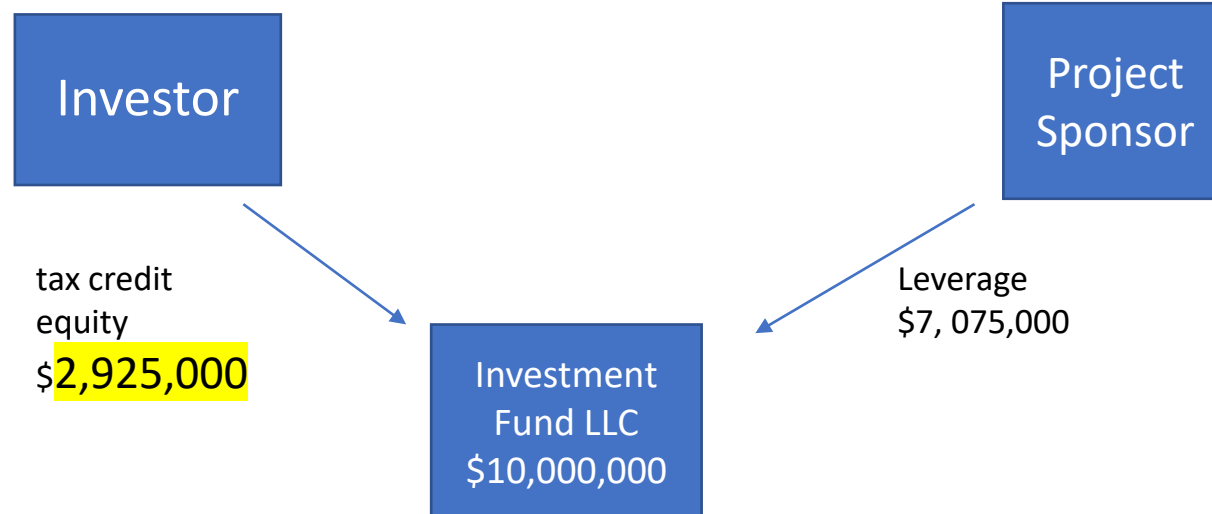 Investor
Project
Sponsor
tax credit
equity
$2,925,000
Leverage
$7, 075,000
Investment
Fund LLC
$10,000,000